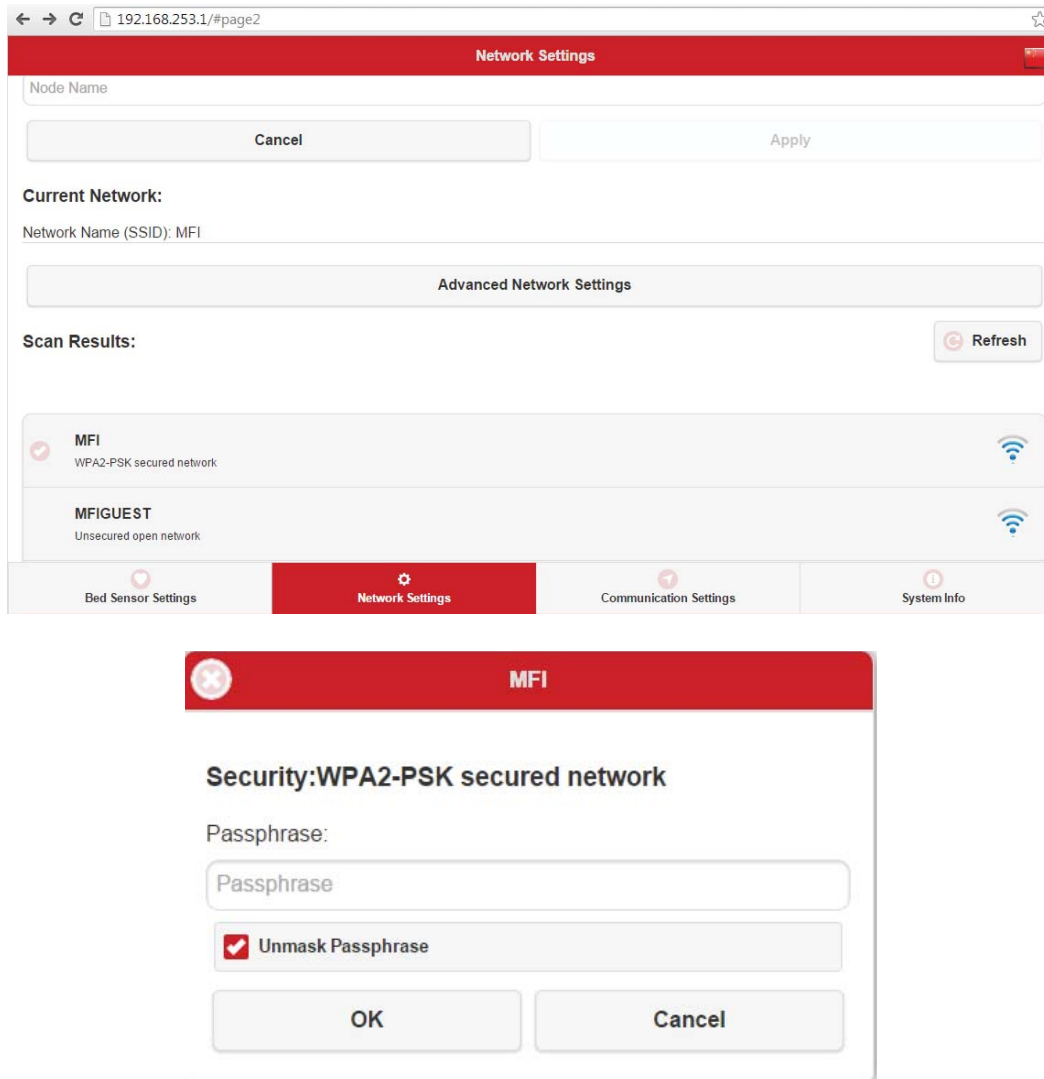 192.168.253.1/#page2
Network Settings
Node Name
Cancel Apply
Current Network:
Network Name (SSID): MFI
Advanced Network Settings
Scan Results: Refresh
MFI
WPA2-PSK secured network
MFIGUEST
Unsecured open network
Bed Sensor Settings Network Settings Communication Settings System Info
MFI
Security:WPA2-PSK secured network
Passphrase:
Passphrase
Unmask Passphrase
OK Cancel